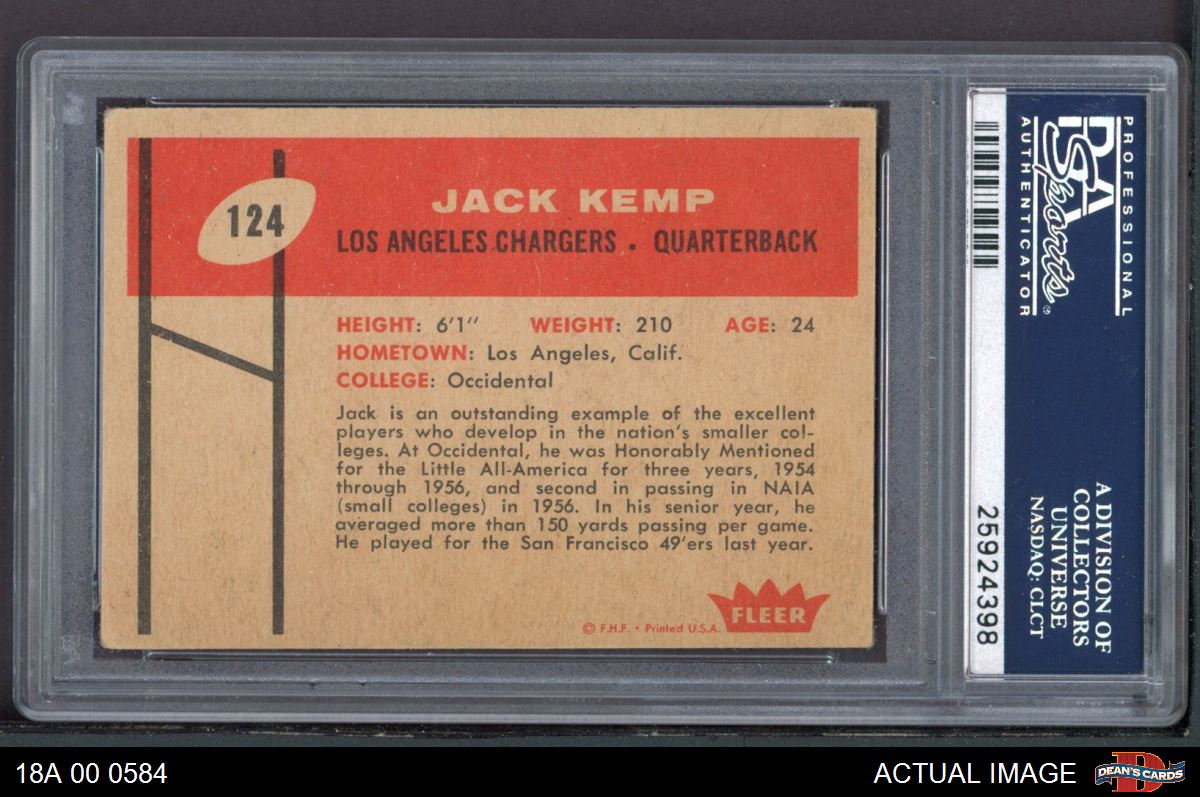 124
JACK KEMP
LOS ANGELES CHARGERS • QUARTERBACK
HEIGHT: 6'1" WEIGHT: 210 AGE: 24
HOMETOWN: Los Angeles, Calif.
COLLEGE: Occidental
Jack is an outstanding example of the excellent
players who develop in the nation's smaller col-
leges. At Occidental, he was Honorably Mentioned
for the Little All-America for three years, 1954
through 1956, and second in passing in NAIA
(small colleges) in 1956. In his senior year, he
averaged more than 150 yards passing per game.
He played for the San Francisco 49'ers last year.
FLEER
© F.H.F. • Printed U.S.A.
PROFESSIONAL
PSA
Sports
AUTHENTICATOR
®
A DIVISION OF
COLLECTORS
UNIVERSE
NASDAQ: CLCT
25924398
18A 00 0584
ACTUAL IMAGE
DEAN'S CARDS